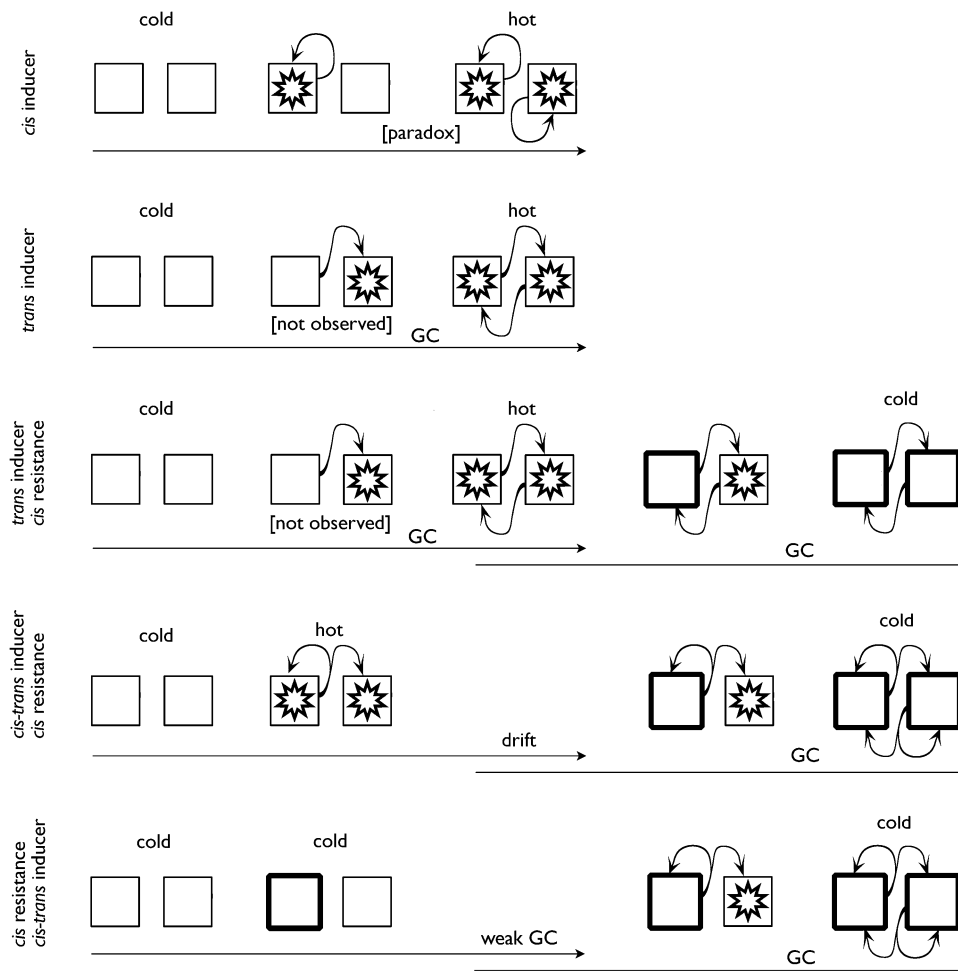 cis inducer
cold
hot
[paradox]
trans inducer
cold
hot
[not observed]
GC
trans inducer
cis resistance
cold
hot
cold
[not observed]
GC
GC
cis-trans inducer
cis resistance
cold
hot
cold
drift
GC
cis resistance
cis-trans inducer
cold
cold
cold
weak GC
GC